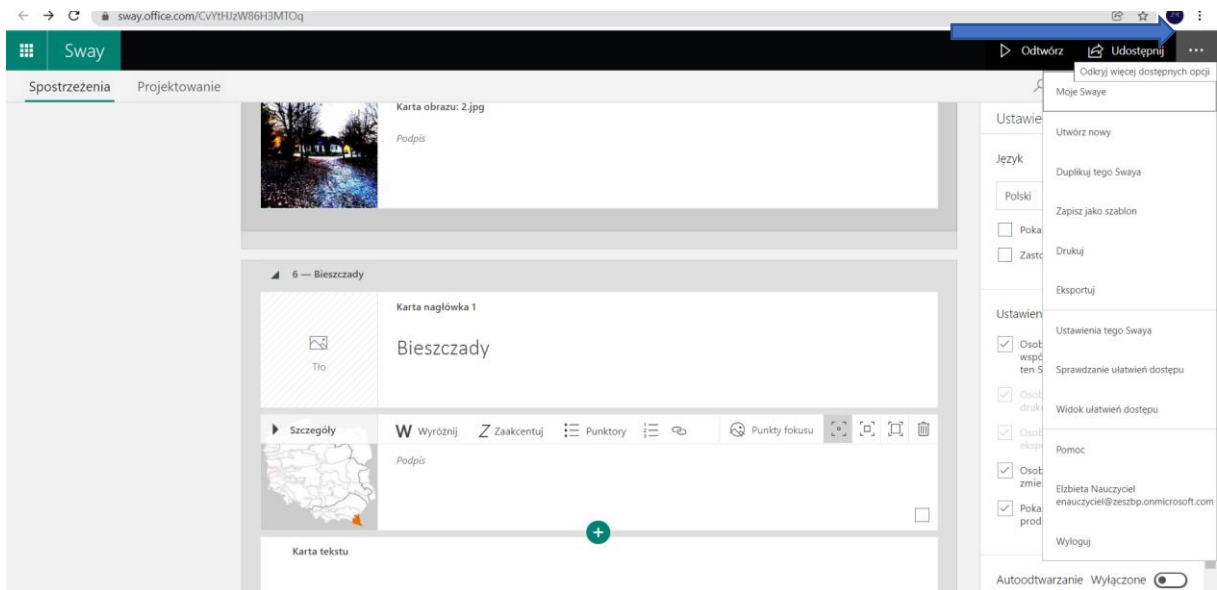 sway.office.com/CvYtHJzW86H3MTOq
Sway
Odtwórz
Udostępnij
Odkryj więcej dostępnych opcji
Spostrzeżenia
Projektowanie
Karta obrazu: 2.jpg
Podpis
6 — Bieszczady
Karta nagłówka 1
Tło
Bieszczady
Szczegóły
W Wyróżnij
Z Zaakcentuj
Punktory
Punkty fokusu
Podpis
Karta tekstu
Ustawie
Język
Polski
Poka
Zasto
Ustawien
Osob
wspó
ten S
Osob
druk
Osob
eksp
Osob
zmie
Poka
prod
Autoodtwarzanie Wyłączone
Moje Swaye
Utwórz nowy
Duplikuj tego Swaya
Zapisz jako szablon
Drukuj
Eksportuj
Ustawienia tego Swaya
Sprawdzanie ułatwień dostępu
Widok ułatwień dostępu
Pomoc
Elzbieta Nauczyciel
enauczyciel@zeszbp.onmicrosoft.com
Wyloguj